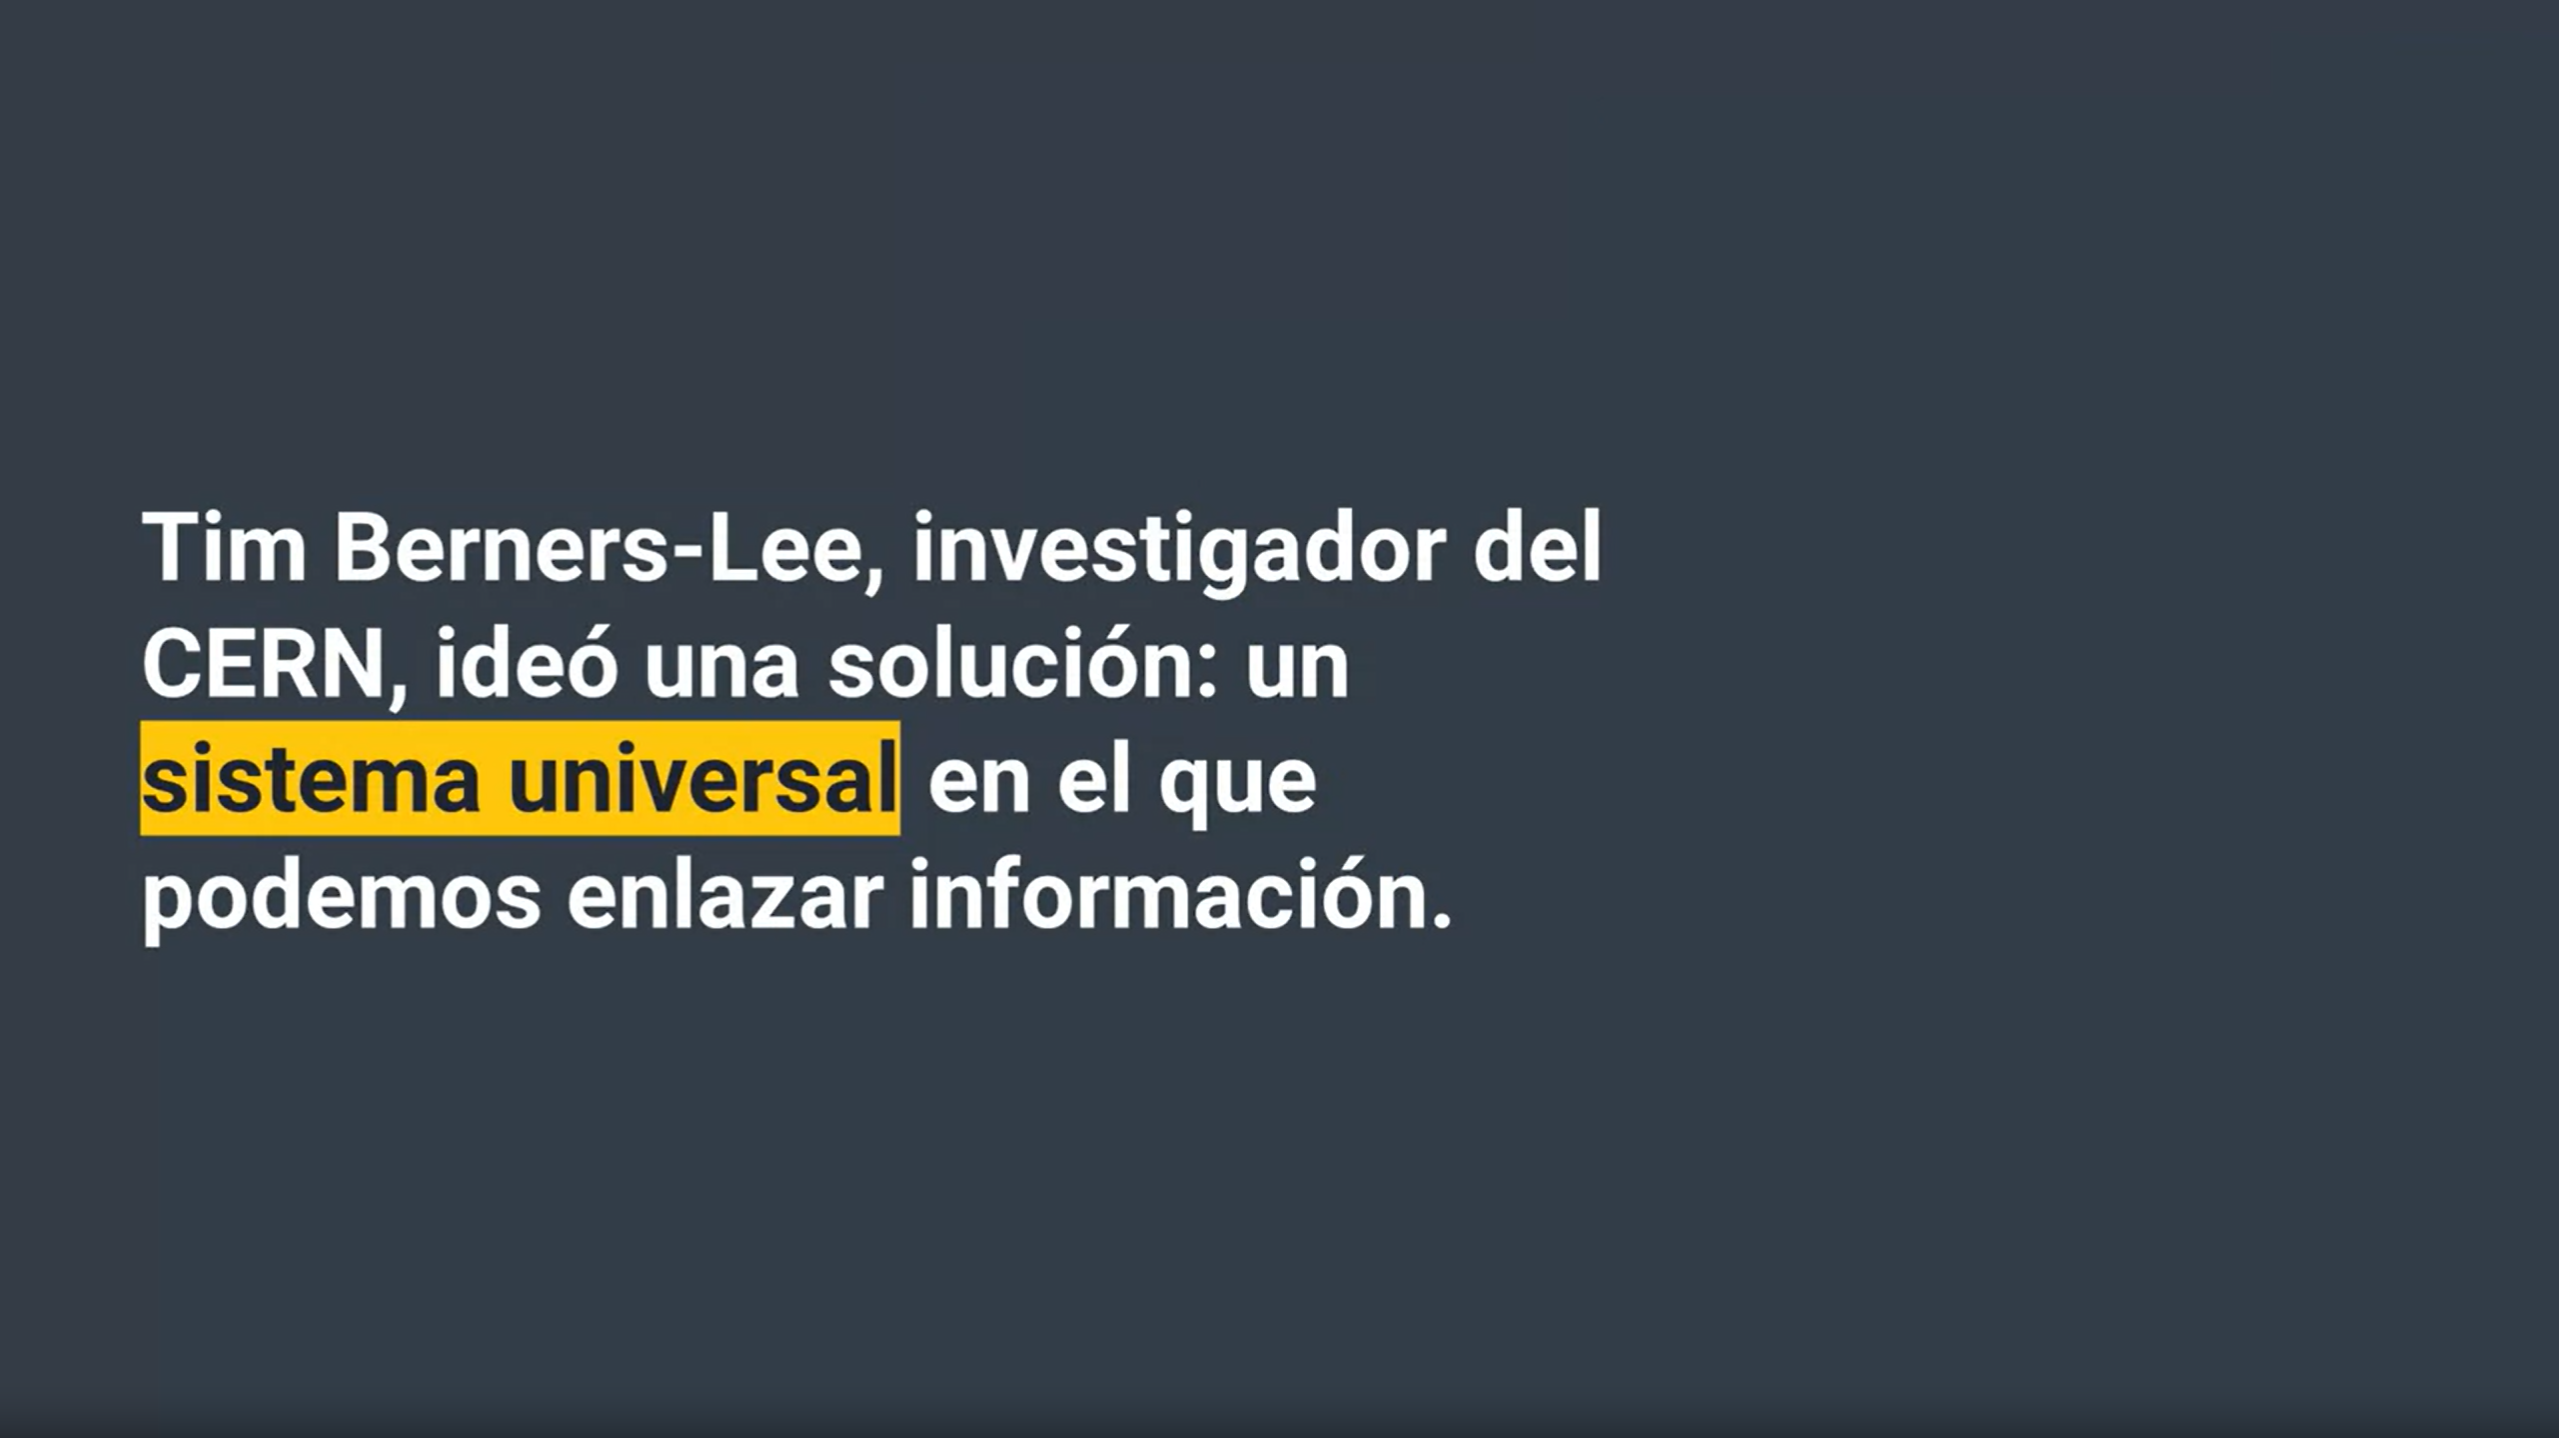 Tim Berners-Lee, investigador del
CERN, ideó una solución: un
sistema universal en el que
podemos enlazar información.